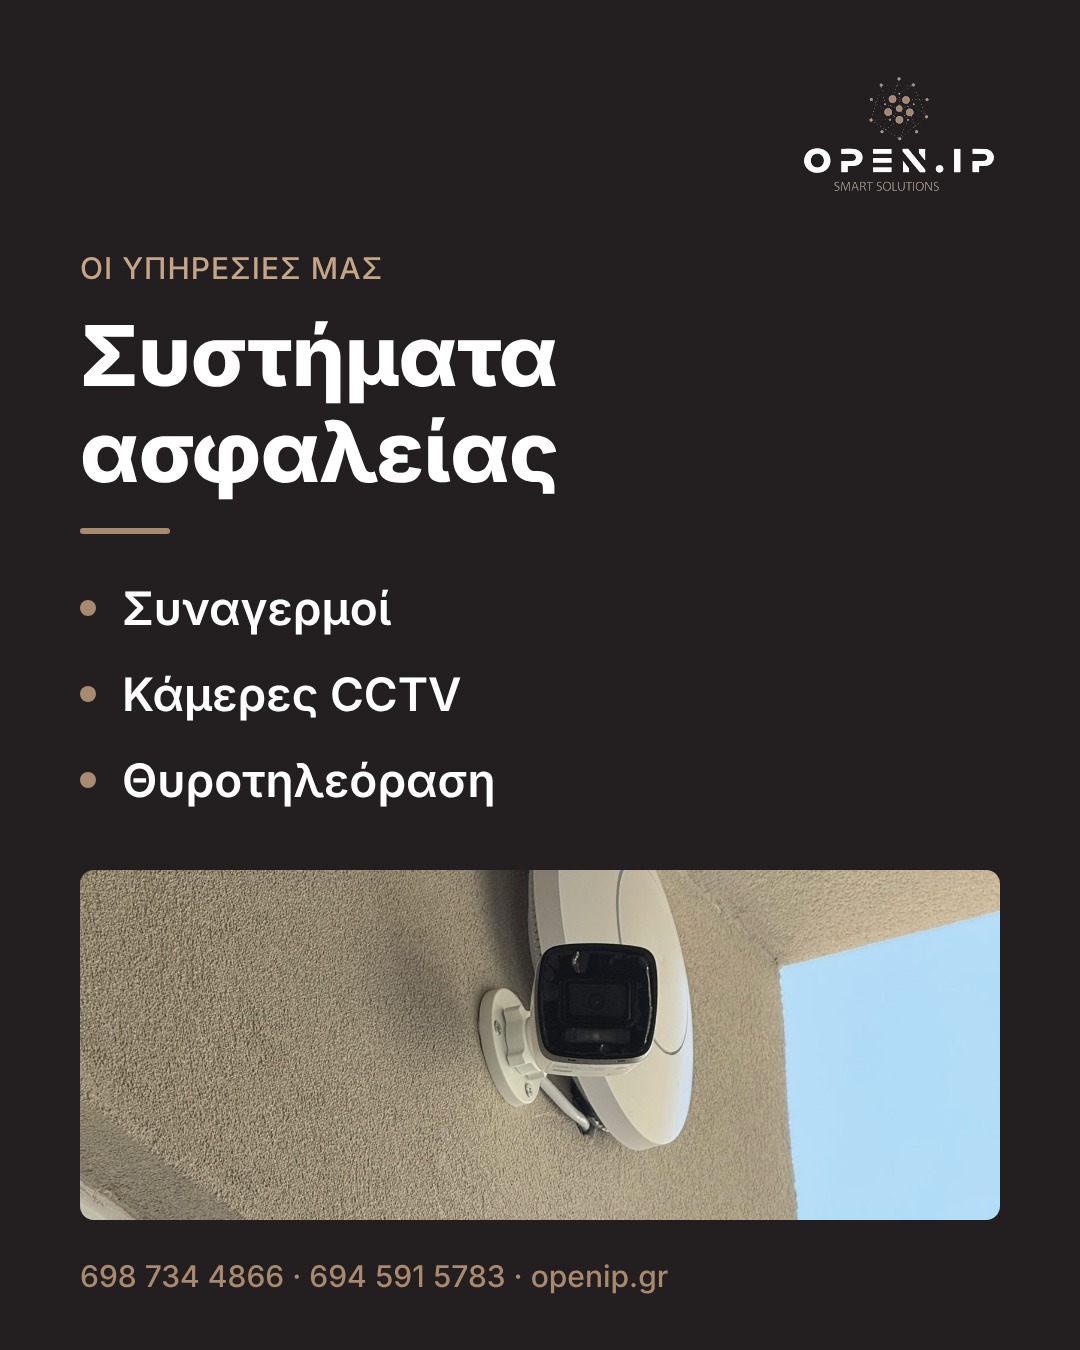 OPEN.IP
SMART SOLUTIONS
ΟΙ ΥΠΗΡΕΣΙΕΣ ΜΑΣ
Συστήματα
ασφαλείας
Συναγερμοί
Κάμερες CCTV
Θυροτηλεόραση
698 734 4866 · 694 591 5783 · openip.gr